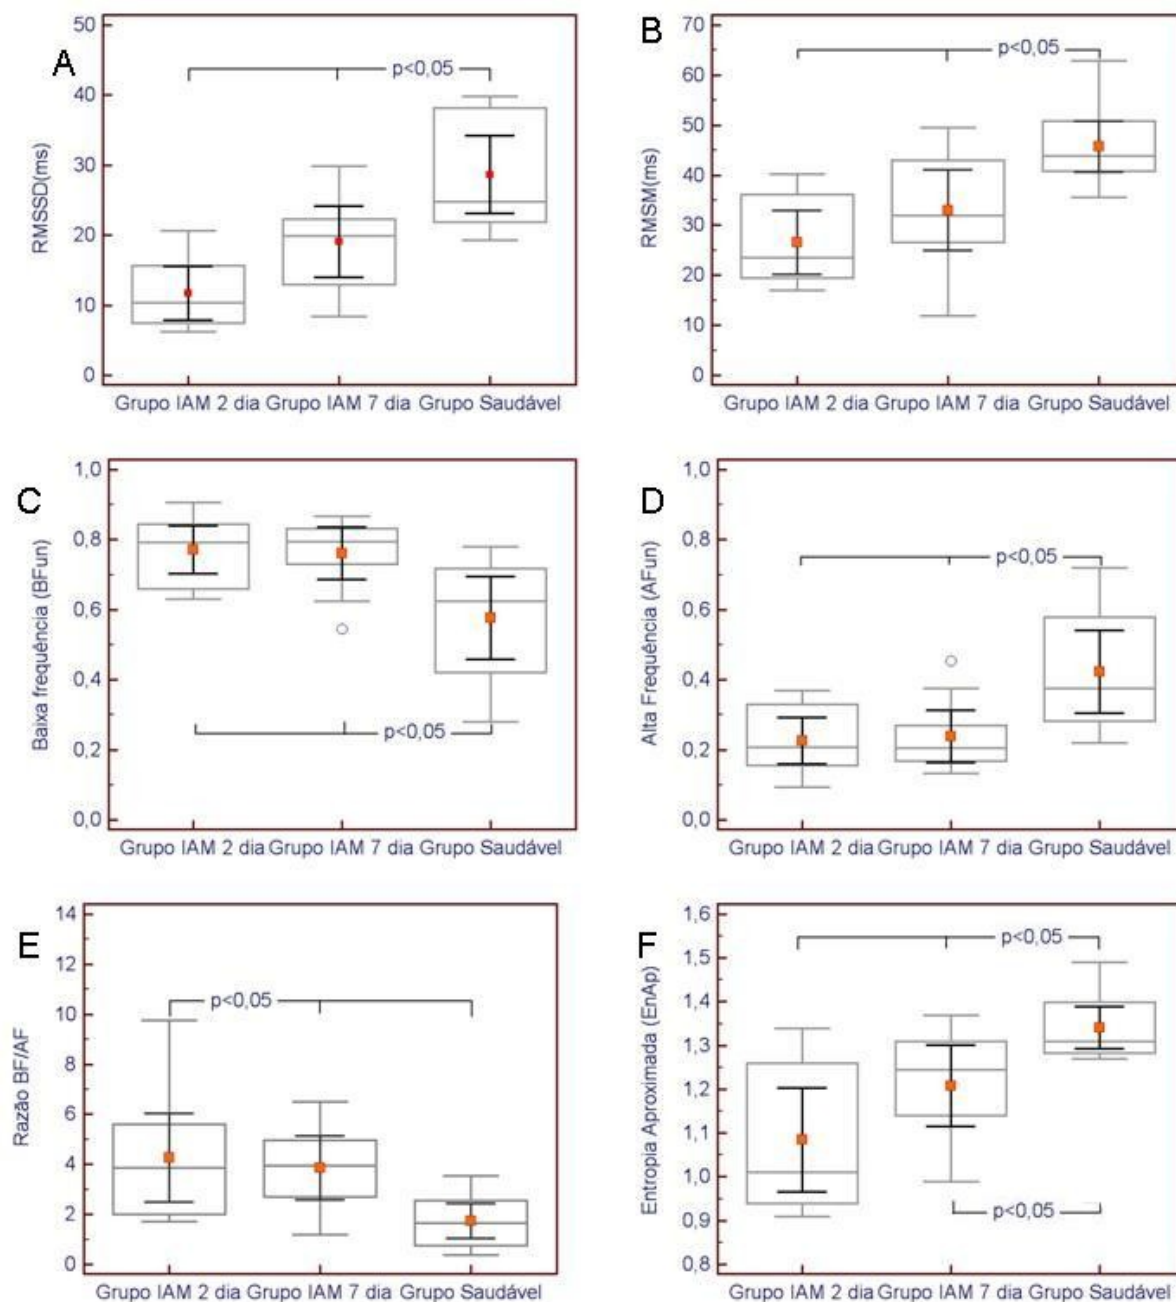 A
RMSSD(ms)
50
40
30
20
10
0
p<0,05
Grupo IAM 2 dia Grupo IAM 7 dia Grupo Saudável
B
RMSM(ms)
70
60
50
40
30
20
10
0
p<0,05
Grupo IAM 2 dia Grupo IAM 7 dia Grupo Saudável
C
Baixa frequência (BFun)
1,0
0,8
0,6
0,4
0,2
0,0
p<0,05
Grupo IAM 2 dia Grupo IAM 7 dia Grupo Saudável
D
Alta Frequência (AFun)
1,0
0,8
0,6
0,4
0,2
0,0
p<0,05
Grupo IAM 2 dia Grupo IAM 7 dia Grupo Saudável
E
Razão BF/AF
14
12
10
8
6
4
2
0
p<0,05
Grupo IAM 2 dia Grupo IAM 7 dia Grupo Saudável
F
Entropia Aproximada (EnAp)
1,6
1,5
1,4
1,3
1,2
1,1
1,0
0,9
0,8
p<0,05
p<0,05
Grupo IAM 2 dia Grupo IAM 7 dia Grupo Saudável